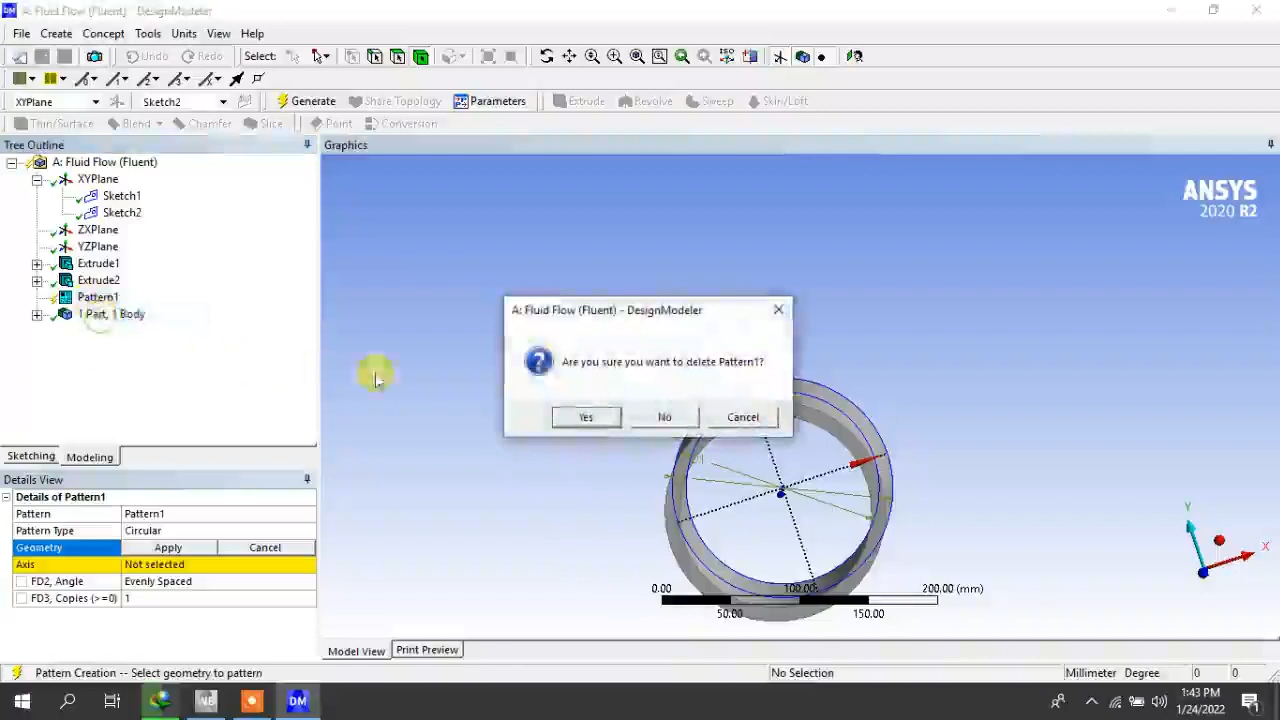 DM A: Fluid Flow (Fluent) - DesignModeler
File Create Concept Tools Units View Help
Undo Redo Select: ISO
XYPlane Sketch2 Generate Share Topology Parameters Extrude Revolve Sweep Skin/Loft
Thin/Surface Blend Chamfer Slice Point Conversion
Tree Outline
Graphics
A: Fluid Flow (Fluent)
XYPlane
Sketch1
Sketch2
ZXPlane
YZPlane
Extrude1
Extrude2
Pattern1
1 Part, 1 Body
ANSYS
2020 R2
A: Fluid Flow (Fluent) - DesignModeler
Are you sure you want to delete Pattern1?
Yes No Cancel
Sketching Modeling
Details View
Details of Pattern1
Pattern Pattern1
Pattern Type Circular
Geometry Apply Cancel
Axis Not selected
FD2, Angle Evenly Spaced
FD3, Copies (>=0) 1
Y
X
0.00 100.00 200.00 (mm)
50.00 150.00
Model View Print Preview
Pattern Creation -- Select geometry to pattern No Selection Millimeter Degree 0 0
DM
1:43 PM
1/24/2022
1